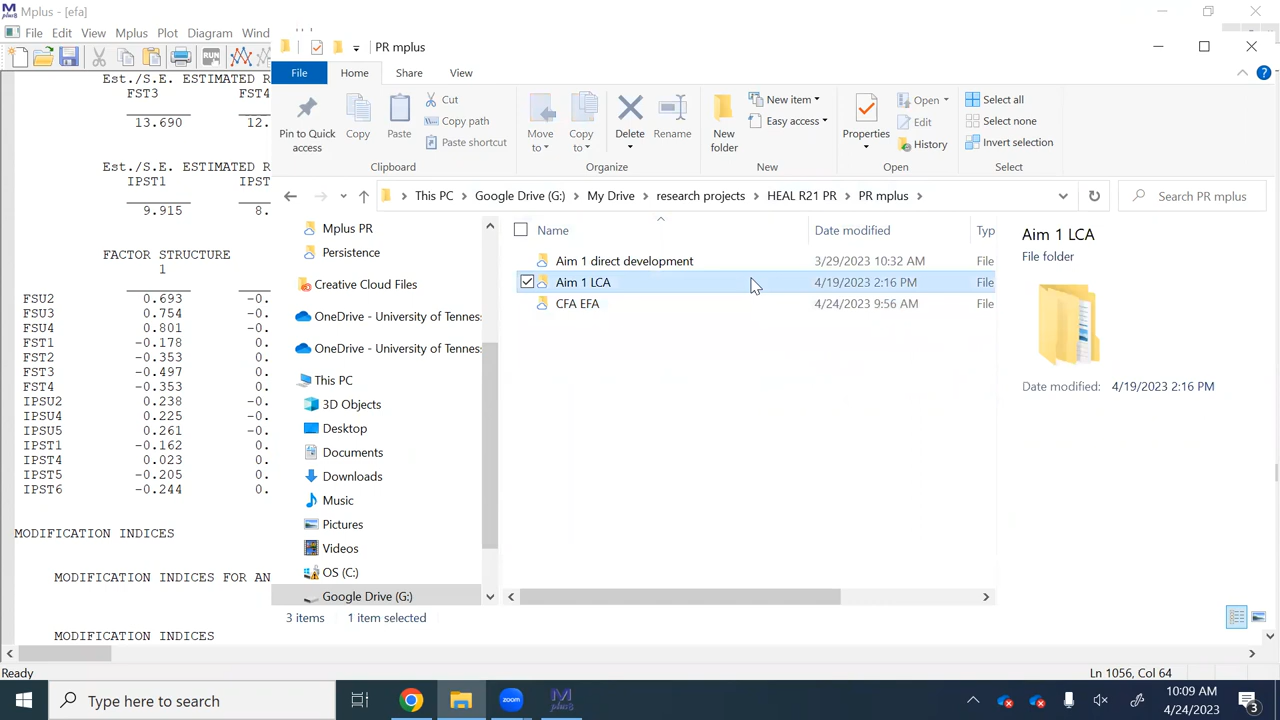 Mplus - [efa]
File Edit View Mplus Plot Diagram Wind
RUN
Est./S.E. ESTIMATED R
FST3 FST4
13.690 12.
Est./S.E. ESTIMATED R
IPST1 IPST
9.915 8.
FACTOR STRUCTURE
1
FSU2 0.693 -0.
FSU3 0.754 -0.
FSU4 0.801 -0.
FST1 -0.178 0.
FST2 -0.353 0.
FST3 -0.497 0.
FST4 -0.353 0.
IPSU2 0.238 -0.
IPSU4 0.225 -0.
IPSU5 0.261 -0.
IPST1 -0.162 0.
IPST4 0.023 0.
IPST5 -0.205 0.
IPST6 -0.244 0.
MODIFICATION INDICES
MODIFICATION INDICES FOR AN
MODIFICATION INDICES
Ready
Ln 1056, Col 64
PR mplus
File Home Share View
Pin to Quick access
Copy
Paste
Cut
Copy path
Paste shortcut
Clipboard
Move to
Copy to
Delete
Rename
Organize
New folder
New item
Easy access
New
Properties
Open
Edit
History
Open
Select all
Select none
Invert selection
Select
This PC > Google Drive (G:) > My Drive > research projects > HEAL R21 PR > PR mplus >
Search PR mplus
Mplus PR
Persistence
Creative Cloud Files
OneDrive - University of Tennes:
OneDrive - University of Tennes:
This PC
3D Objects
Desktop
Documents
Downloads
Music
Pictures
Videos
OS (C:)
Google Drive (G:)
Name Date modified Typ
Aim 1 direct development 3/29/2023 10:32 AM File
Aim 1 LCA 4/19/2023 2:16 PM File
CFA EFA 4/24/2023 9:56 AM File
Aim 1 LCA
File folder
Date modified: 4/19/2023 2:16 PM
3 items 1 item selected
Type here to search
zoom
10:09 AM
4/24/2023
3